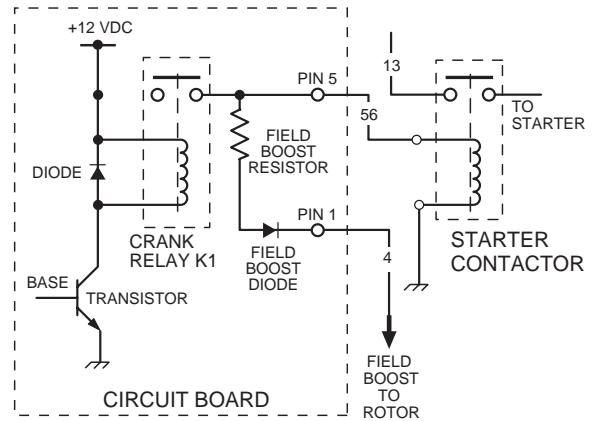 +12 VDC
DIODE
BASE
TRANSISTOR
CRANK
RELAY K1
FIELD
BOOST
RESISTOR
FIELD
BOOST
DIODE
PIN 5
PIN 1
56
4
13
TO
STARTER
STARTER
CONTACTOR
FIELD
BOOST
TO
ROTOR
CIRCUIT BOARD